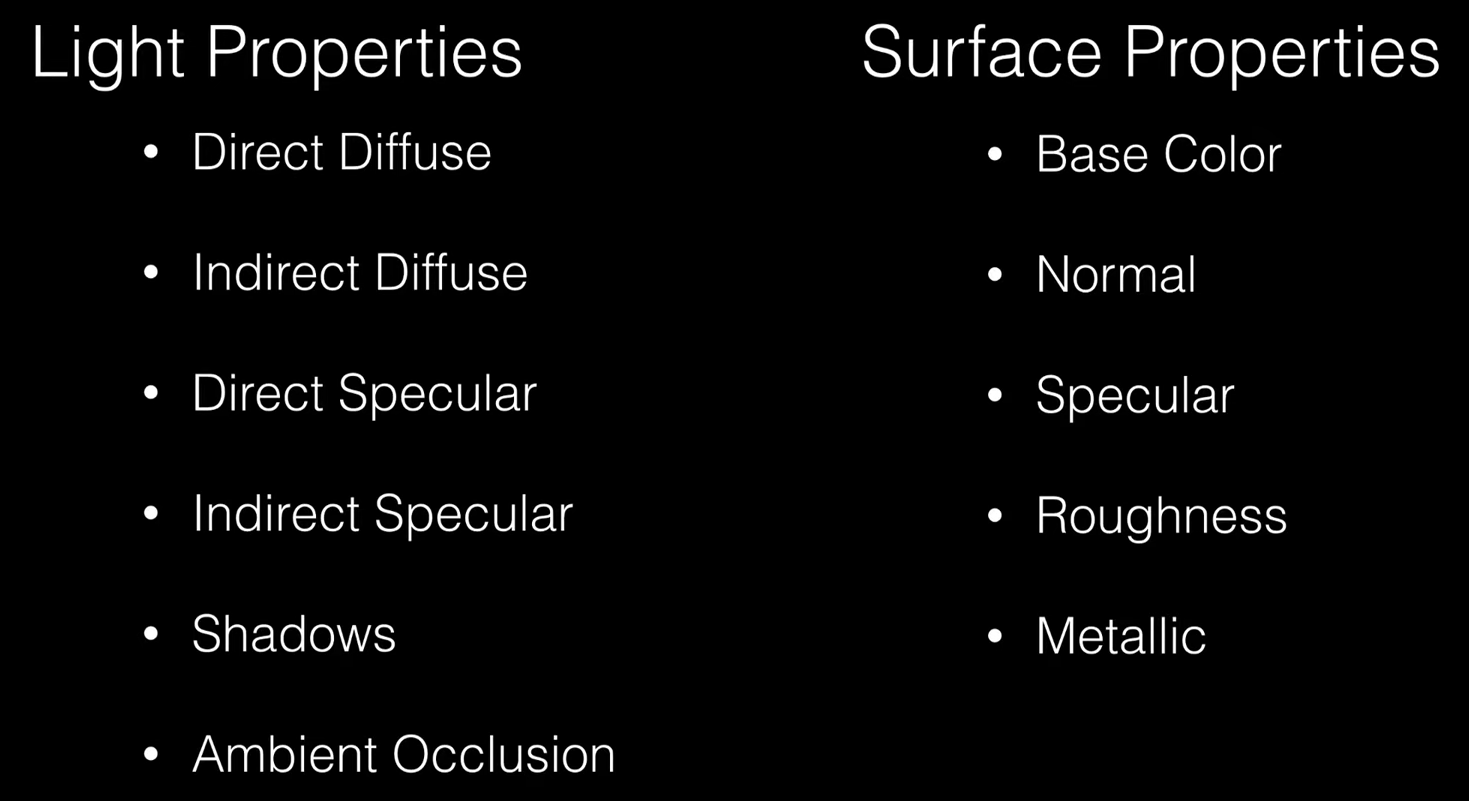 Light Properties
• Direct Diffuse
• Indirect Diffuse
• Direct Specular
• Indirect Specular
• Shadows
• Ambient Occlusion
Surface Properties
• Base Color
• Normal
• Specular
• Roughness
• Metallic